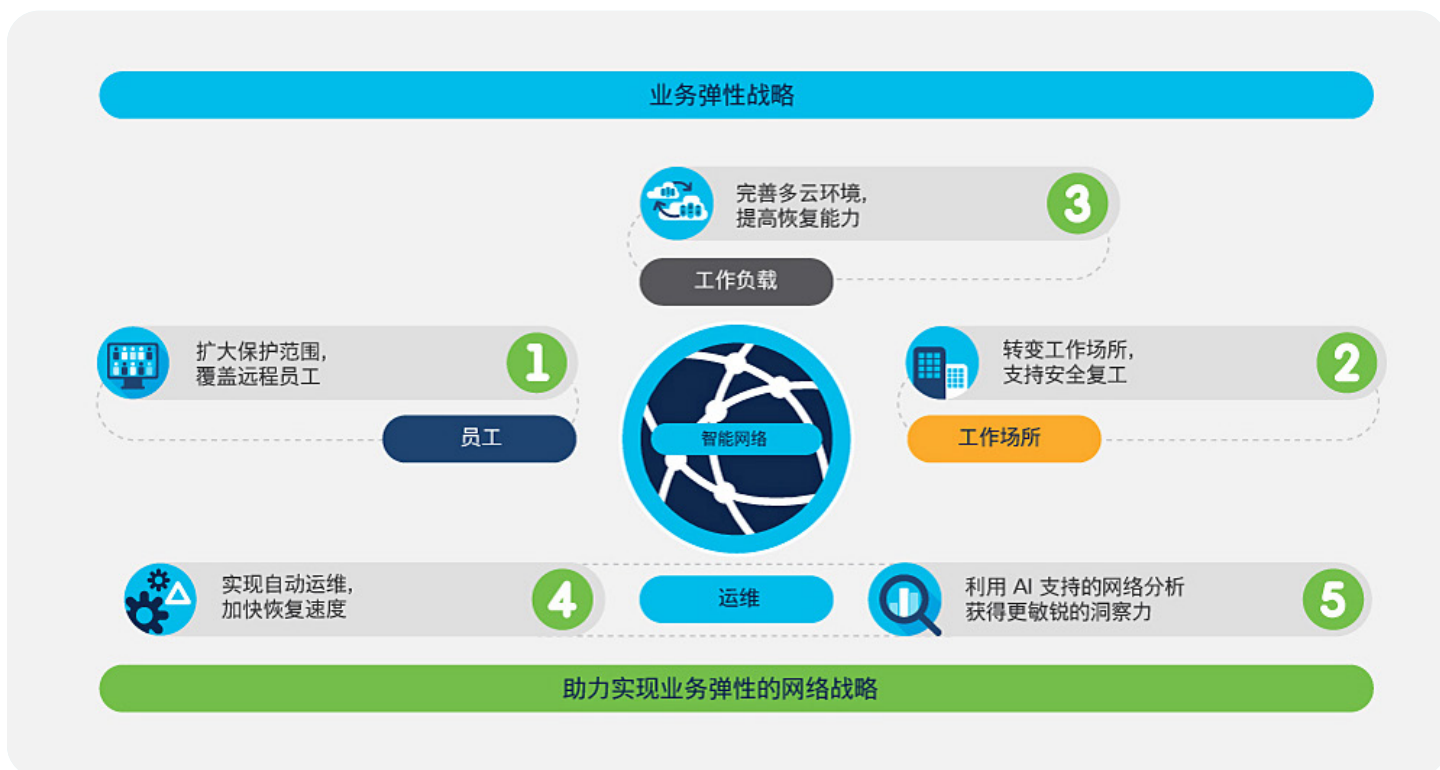 业务弹性战略
完善多云环境,
提高恢复能力
3
工作负载
扩大保护范围,
覆盖远程员工
1
员工
智能网络
转变工作场所,
支持安全复工
2
工作场所
实现自动运维,
加快恢复速度
4
运维
利用 AI 支持的网络分析
获得更敏锐的洞察力
5
助力实现业务弹性的网络战略